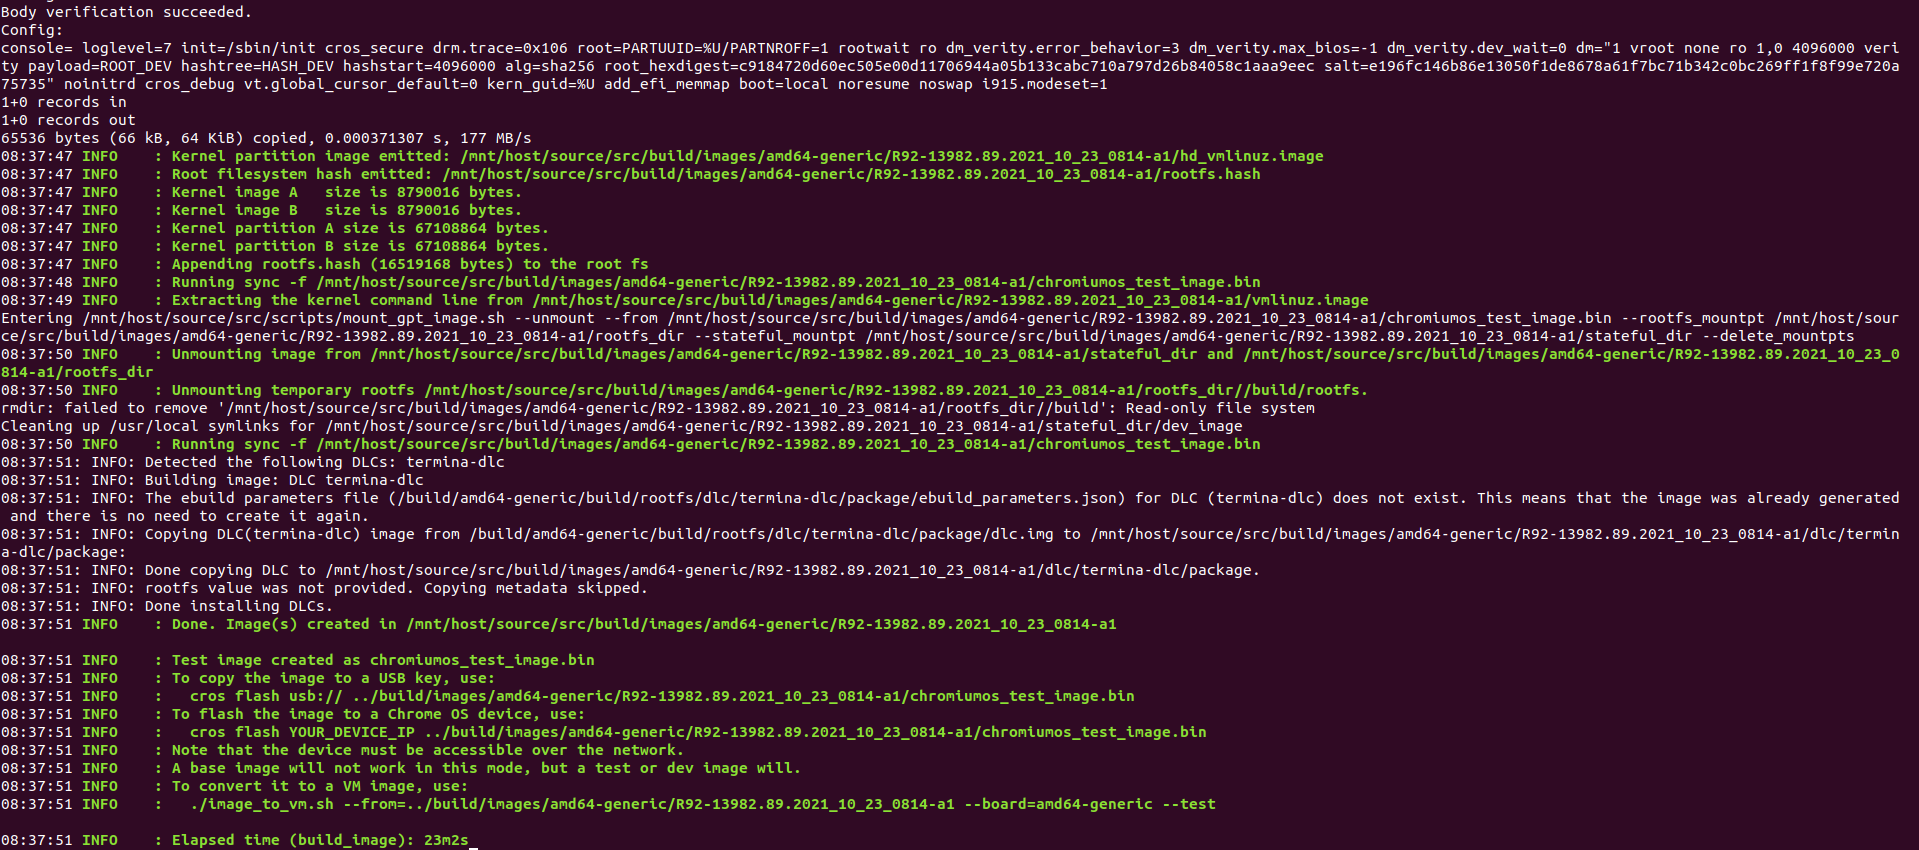 Body verification succeeded.
Config:
console= loglevel=7 init=/sbin/init cros_secure drm.trace=0x106 root=PARTUUID=%U/PARTNROFF=1 rootwait ro dm_verity.error_behavior=3 dm_verity.max_bios=-1 dm_verity.dev_wait=0 dm="1 vroot none ro 1,0 4096000 veri
ty payload=ROOT_DEV hashtree=HASH_DEV hashstart=4096000 alg=sha256 root_hexdigest=c9184720d60ec505e00d11706944a05b133cabc710a797d26b84058c1aaa9eec salt=e196fc146b86e13050f1de8678a61f7bc71b342c0bc269ff1f8f99e720a
75735" noinitrd cros_debug vt.global_cursor_default=0 kern_guid=%U add_efi_memmap boot=local noresume noswap i915.modeset=1
1+0 records in
1+0 records out
65536 bytes (66 kB, 64 KiB) copied, 0.000371307 s, 177 MB/s
08:37:47 INFO    : Kernel partition image emitted: /mnt/host/source/src/build/images/amd64-generic/R92-13982.89.2021_10_23_0814-a1/hd_vmlinuz.image
08:37:47 INFO    : Root filesystem hash emitted: /mnt/host/source/src/build/images/amd64-generic/R92-13982.89.2021_10_23_0814-a1/rootfs.hash
08:37:47 INFO    : Kernel image A   size is 8790016 bytes.
08:37:47 INFO    : Kernel image B   size is 8790016 bytes.
08:37:47 INFO    : Kernel partition A size is 67108864 bytes.
08:37:47 INFO    : Kernel partition B size is 67108864 bytes.
08:37:47 INFO    : Appending rootfs.hash (16519168 bytes) to the root fs
08:37:48 INFO    : Running sync -f /mnt/host/source/src/build/images/amd64-generic/R92-13982.89.2021_10_23_0814-a1/chromiumos_test_image.bin
08:37:49 INFO    : Extracting the kernel command line from /mnt/host/source/src/build/images/amd64-generic/R92-13982.89.2021_10_23_0814-a1/vmlinuz.image
Entering /mnt/host/source/src/scripts/mount_gpt_image.sh --unmount --from /mnt/host/source/src/build/images/amd64-generic/R92-13982.89.2021_10_23_0814-a1/chromiumos_test_image.bin --rootfs_mountpt /mnt/host/sour
ce/src/build/images/amd64-generic/R92-13982.89.2021_10_23_0814-a1/rootfs_dir --stateful_mountpt /mnt/host/source/src/build/images/amd64-generic/R92-13982.89.2021_10_23_0814-a1/stateful_dir --delete_mountpts
08:37:50 INFO    : Unmounting image from /mnt/host/source/src/build/images/amd64-generic/R92-13982.89.2021_10_23_0814-a1/stateful_dir and /mnt/host/source/src/build/images/amd64-generic/R92-13982.89.2021_10_23_0
814-a1/rootfs_dir
08:37:50 INFO    : Unmounting temporary rootfs /mnt/host/source/src/build/images/amd64-generic/R92-13982.89.2021_10_23_0814-a1/rootfs_dir//build/rootfs.
rmdir: failed to remove '/mnt/host/source/src/build/images/amd64-generic/R92-13982.89.2021_10_23_0814-a1/rootfs_dir//build': Read-only file system
Cleaning up /usr/local symlinks for /mnt/host/source/src/build/images/amd64-generic/R92-13982.89.2021_10_23_0814-a1/stateful_dir/dev_image
08:37:50 INFO    : Running sync -f /mnt/host/source/src/build/images/amd64-generic/R92-13982.89.2021_10_23_0814-a1/chromiumos_test_image.bin
08:37:51: INFO: Detected the following DLCs: termina-dlc
08:37:51: INFO: Building image: DLC termina-dlc
08:37:51: INFO: The ebuild parameters file (/build/amd64-generic/build/rootfs/dlc/termina-dlc/package/ebuild_parameters.json) for DLC (termina-dlc) does not exist. This means that the image was already generated
 and there is no need to create it again.
08:37:51: INFO: Copying DLC(termina-dlc) image from /build/amd64-generic/build/rootfs/dlc/termina-dlc/package/dlc.img to /mnt/host/source/src/build/images/amd64-generic/R92-13982.89.2021_10_23_0814-a1/dlc/termin
a-dlc/package:
08:37:51: INFO: Done copying DLC to /mnt/host/source/src/build/images/amd64-generic/R92-13982.89.2021_10_23_0814-a1/dlc/termina-dlc/package.
08:37:51: INFO: rootfs value was not provided. Copying metadata skipped.
08:37:51: INFO: Done installing DLCs.
08:37:51 INFO    : Done. Image(s) created in /mnt/host/source/src/build/images/amd64-generic/R92-13982.89.2021_10_23_0814-a1
08:37:51 INFO    : Test image created as chromiumos_test_image.bin
08:37:51 INFO    : To copy the image to a USB key, use:
08:37:51 INFO    :   cros flash usb:// ../build/images/amd64-generic/R92-13982.89.2021_10_23_0814-a1/chromiumos_test_image.bin
08:37:51 INFO    : To flash the image to a Chrome OS device, use:
08:37:51 INFO    :   cros flash YOUR_DEVICE_IP ../build/images/amd64-generic/R92-13982.89.2021_10_23_0814-a1/chromiumos_test_image.bin
08:37:51 INFO    : Note that the device must be accessible over the network.
08:37:51 INFO    : A base image will not work in this mode, but a test or dev image will.
08:37:51 INFO    : To convert it to a VM image, use:
08:37:51 INFO    :   ./image_to_vm.sh --from=../build/images/amd64-generic/R92-13982.89.2021_10_23_0814-a1 --board=amd64-generic --test
08:37:51 INFO    : Elapsed time (build_image): 23m2s